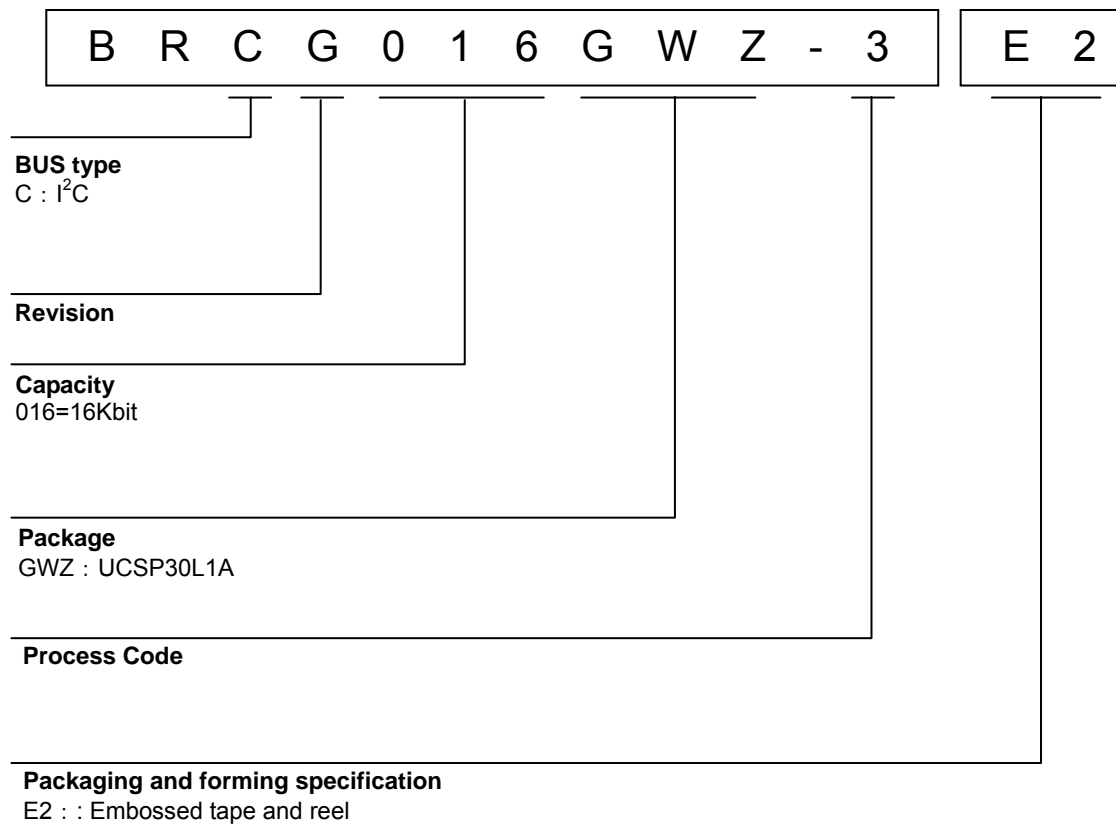 B R C G 0 1 6 G W Z - 3 E 2
BUS type
C : I²C
Revision
Capacity
016=16Kbit
Package
GWZ : UCSP30L1A
Process Code
Packaging and forming specification
E2 : : Embossed tape and reel